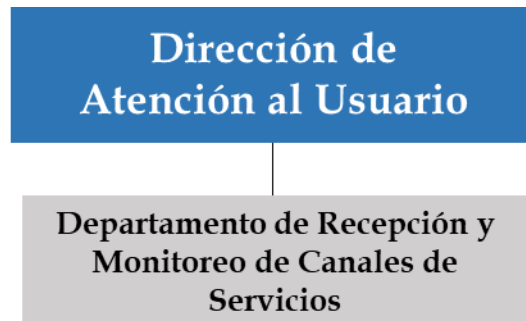 Dirección de
Atención al Usuario
Departamento de Recepción y
Monitoreo de Canales de
Servicios